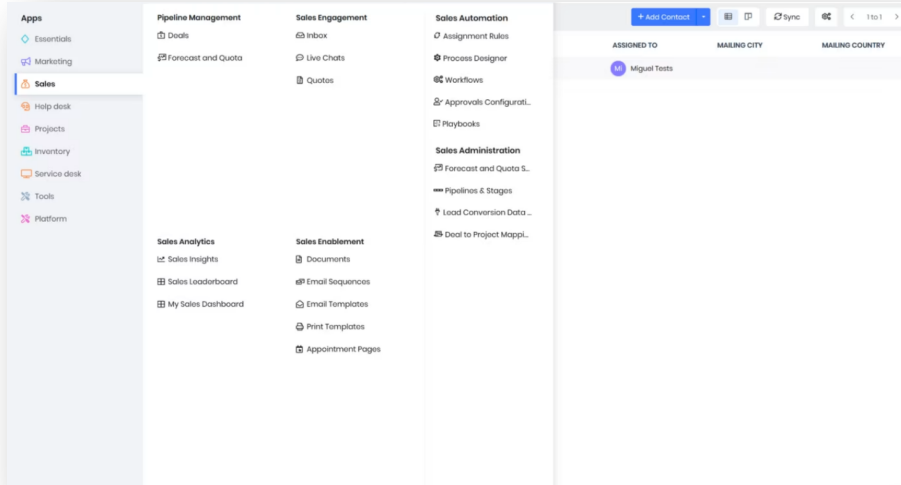 Apps
Essentials
Marketing
Sales
Help desk
Projects
Inventory
Service desk
Tools
Platform
Pipeline Management
Deals
Forecast and Quota
Sales Engagement
Inbox
Live Chats
Quotes
Sales Automation
Assignment Rules
Process Designer
Workflows
Approvals Configurati...
Playbooks
Sales Administration
Forecast and Quota S...
Pipelines & Stages
Lead Conversion Data ...
Deal to Project Mappi...
Sales Analytics
Sales Insights
Sales Leaderboard
My Sales Dashboard
Sales Enablement
Documents
Email Sequences
Email Templates
Print Templates
Appointment Pages
+ Add Contact
Sync
1 to 1
ASSIGNED TO
MAILING CITY
MAILING COUNTRY
MI Miguel Tests